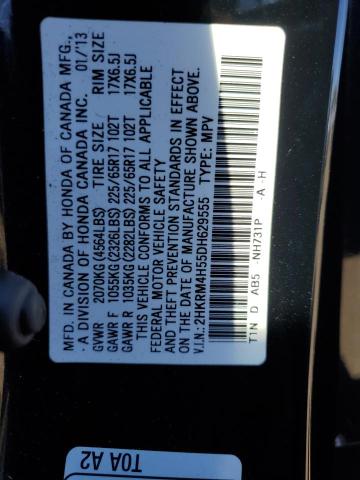 MFD. IN CANADA BY HONDA OF CANADA MFG.,
·A DIVISION OF HONDA CANADA INC. 01/'13
GVWR 2070KG (4564LBS) TIRE SIZE RIM SIZE
GAWR F 1055KG (2326LBS) 225/65R17 102T 17X6.5J
GAWR R 1035KG (2282LBS) 225/65R17 102T 17X6.5J
THIS VEHICLE CONFORMS TO ALL APPLICABLE
FEDERAL MOTOR VEHICLE SAFETY AND
THEFT PREVENTION STANDARDS IN EFFECT
ON THE DATE OF MANUFACTURE SHOWN ABOVE.
V.I.N.: 2HKRM4H55DH629555 TYPE: MPV
T1N D AB5 -NH731P -A -H
TOA A2